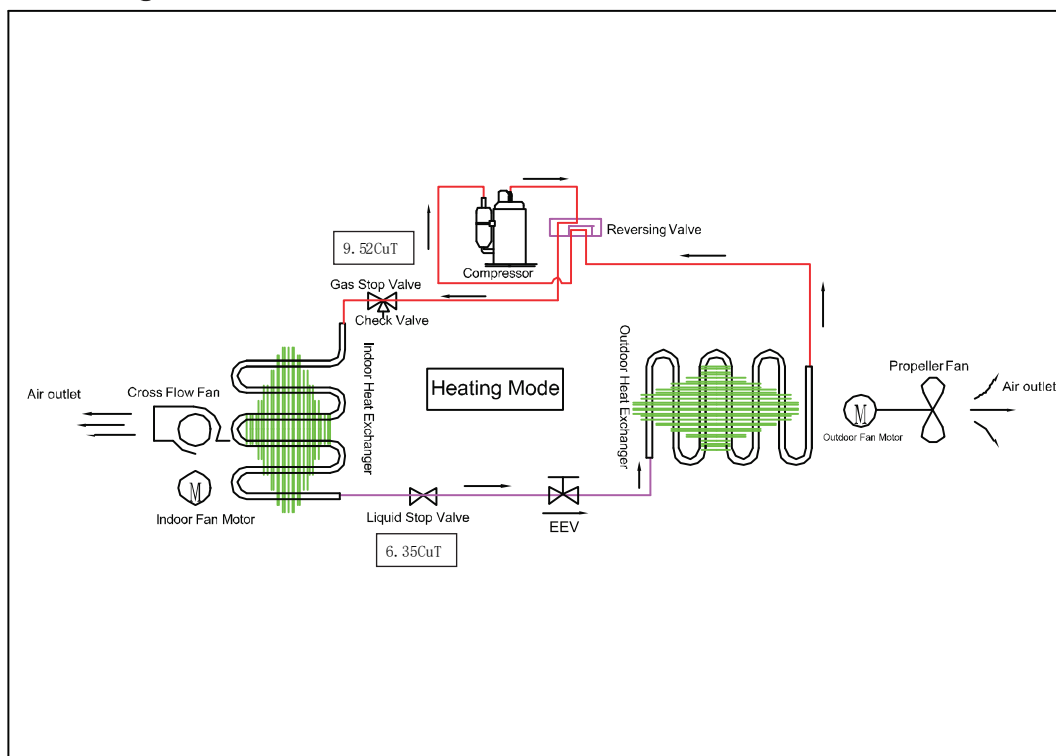 Reversing Valve
9.52CuT
Compressor
Gas Stop Valve
Check Valve
Indoor Heat Exchanger
Outdoor Heat Exchanger
Heating Mode
Propeller Fan
Air outlet
Cross Flow Fan
Air outlet
M
Outdoor Fan Motor
M
Indoor Fan Motor
Liquid Stop Valve
EEV
6.35CuT